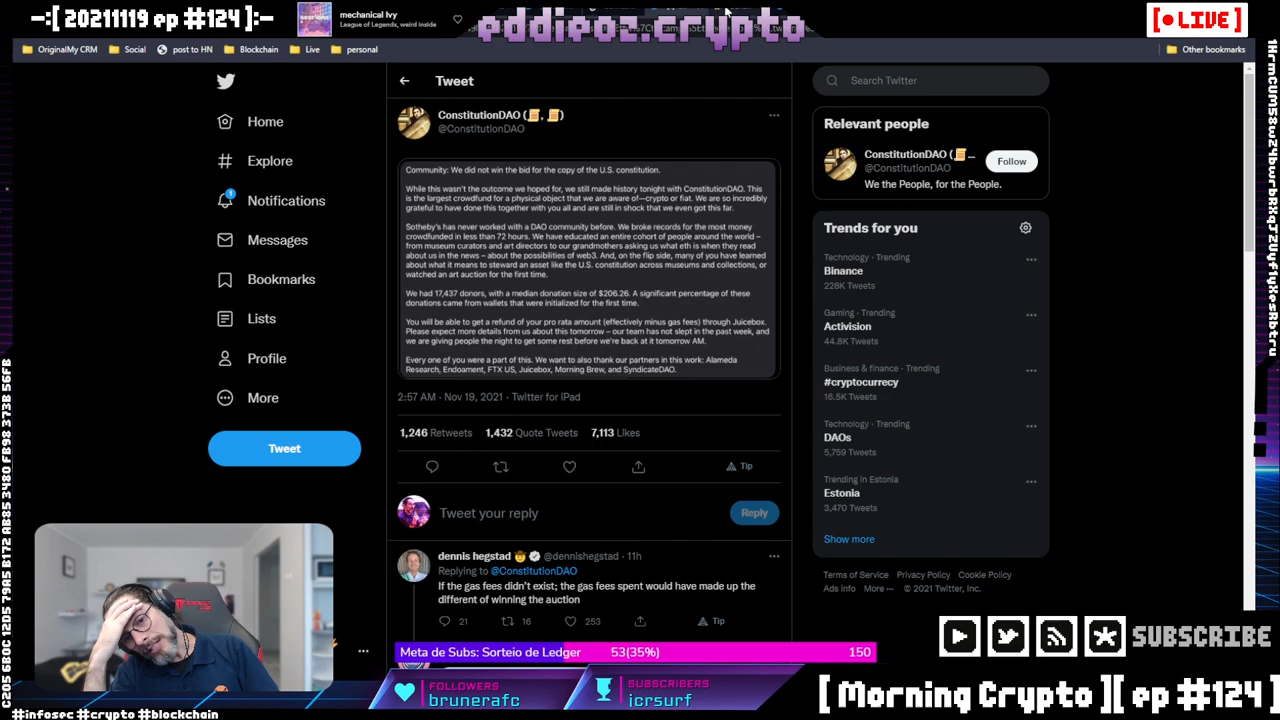 -:[ 20211119 ep #124 ]:-
mechanical Ivy
League of Legends, weird inside
eddieoz.crypto
[●LIVE]
OriginalMy CRM
Social
post to HN
Blockchain
Live
personal
Other bookmarks
Home
Explore
Notifications
1
Messages
Bookmarks
Lists
Profile
More
Tweet
Tweet
ConstitutionDAO (📜, 📜)
@ConstitutionDAO
Community: We did not win the bid for the copy of the U.S. constitution.
While this wasn't the outcome we hoped for, we still made history tonight with ConstitutionDAO. This
is the largest crowdfund for a physical object that we are aware of—crypto or fiat. We are so incredibly
grateful to have done this together with you all and are still in shock that we even got this far.
Sotheby's has never worked with a DAO community before. We broke records for the most money
crowdfunded in less than 72 hours. We have educated an entire cohort of people around the world –
from museum curators and art directors to our grandmothers asking us what eth is when they read
about us in the news – about the possibilities of web3. And, on the flip side, many of you have learned
about what it means to steward an asset like the U.S. constitution across museums and collections, or
watched an art auction for the first time.
We had 17,437 donors, with a median donation size of $206.26. A significant percentage of these
donations came from wallets that were initialized for the first time.
You will be able to get a refund of your pro rata amount (effectively minus gas fees) through Juicebox.
Please expect more details from us about this tomorrow – our team has not slept in the past week, and
we are giving people the night to get some rest before we're back at it tomorrow AM.
Every one of you were a part of this. We want to also thank our partners in this work: Alameda
Research, Endoament, FTX US, Juicebox, Morning Brew, and SyndicateDAO.
2:57 AM · Nov 19, 2021 · Twitter for iPad
1,246 Retweets 1,432 Quote Tweets 7,113 Likes
Tip
Tweet your reply
Reply
dennis hegstad 🤠 @dennishegstad · 11h
Replying to @ConstitutionDAO
If the gas fees didn't exist; the gas fees spent would have made up the
different of winning the auction
21
16
253
Tip
Search Twitter
Relevant people
ConstitutionDAO (📜...
@ConstitutionDAO
Follow
We the People, for the People.
Trends for you
Technology · Trending
Binance
228K Tweets
Gaming · Trending
Activision
44.8K Tweets
Business & finance · Trending
#cryptocurrecy
16.5K Tweets
Technology · Trending
DAOs
5,759 Tweets
Trending in Estonia
Estonia
3,470 Tweets
Show more
Terms of Service Privacy Policy Cookie Policy
Ads info More ··· © 2021 Twitter, Inc.
Meta de Subs: Sorteio de Ledger 53(35%) 150
FOLLOWERS
brunerafc
SUBSCRIBERS
icrsurf
SUBSCRIBE
[ Morning Crypto ][ ep #124 ]
#infosec #crypto #blockchain